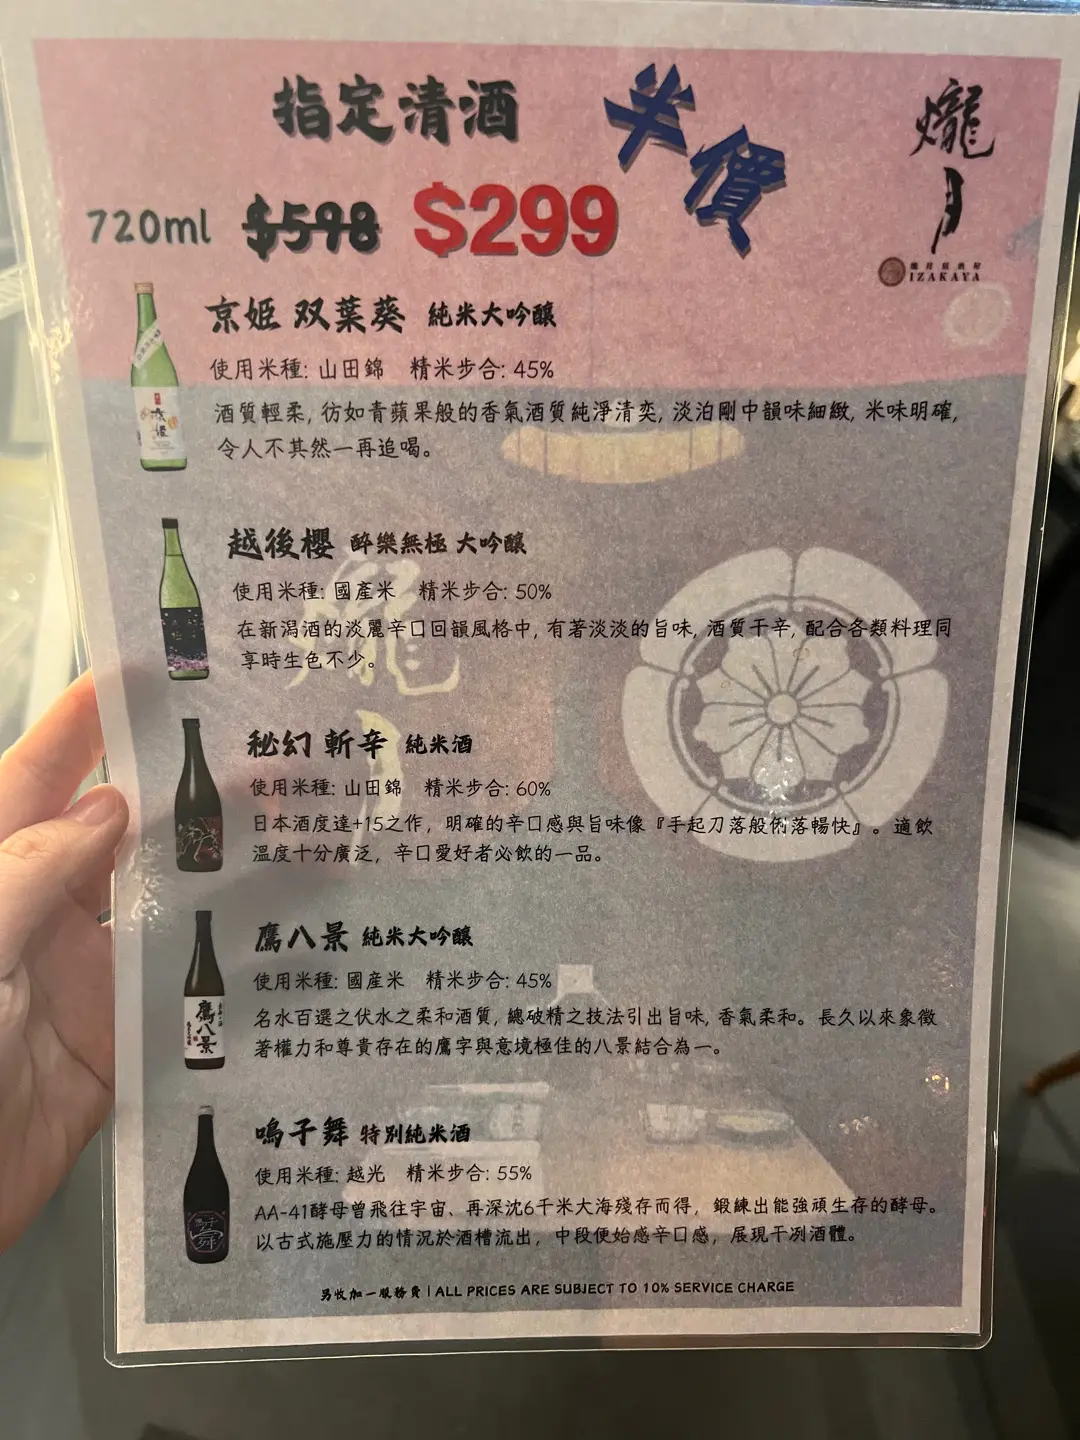 指定清酒 半價
720ml $598 $299
爖月
爖月居酒屋
IZAKAYA
京姬 双葉葵 純米大吟釀
使用米種: 山田錦 精米步合: 45%
酒質輕柔, 彷如青蘋果般的香氣酒質純淨清奕, 淡泊剛中韻味細緻, 米味明確,
令人不其然一再追喝。
越後櫻 醉樂無極 大吟釀
使用米種: 國產米 精米步合: 50%
在新潟酒的淡麗辛口回韻風格中, 有著淡淡的旨味, 酒質干辛, 配合各類料理同
享時生色不少。
秘幻 斬辛 純米酒
使用米種: 山田錦 精米步合: 60%
日本酒度達+15之作，明確的辛口感與旨味像『手起刀落般俐落暢快』。適飲
溫度十分廣泛，辛口愛好者必飲的一品。
鷹八景 純米大吟釀
使用米種: 國産米 精米步合: 45%
名水百選之伏水之柔和酒質, 總破精之技法引出旨味, 香氣柔和。長久以來象徵
著權力和尊貴存在的鷹字與意境極佳的八景結合為一。
鷹八景
鳴子舞 特別純米酒
使用米種: 越光 精米步合: 55%
AA-41酵母曾飛往宇宙、再深沈6千米大海殘存而得，鍛練出能強頑生存的酵母。
以古式施壓力的情況於酒槽流出，中段便始感辛口感，展現干冽酒體。
另收加一服務費 | ALL PRICES ARE SUBJECT TO 10% SERVICE CHARGE